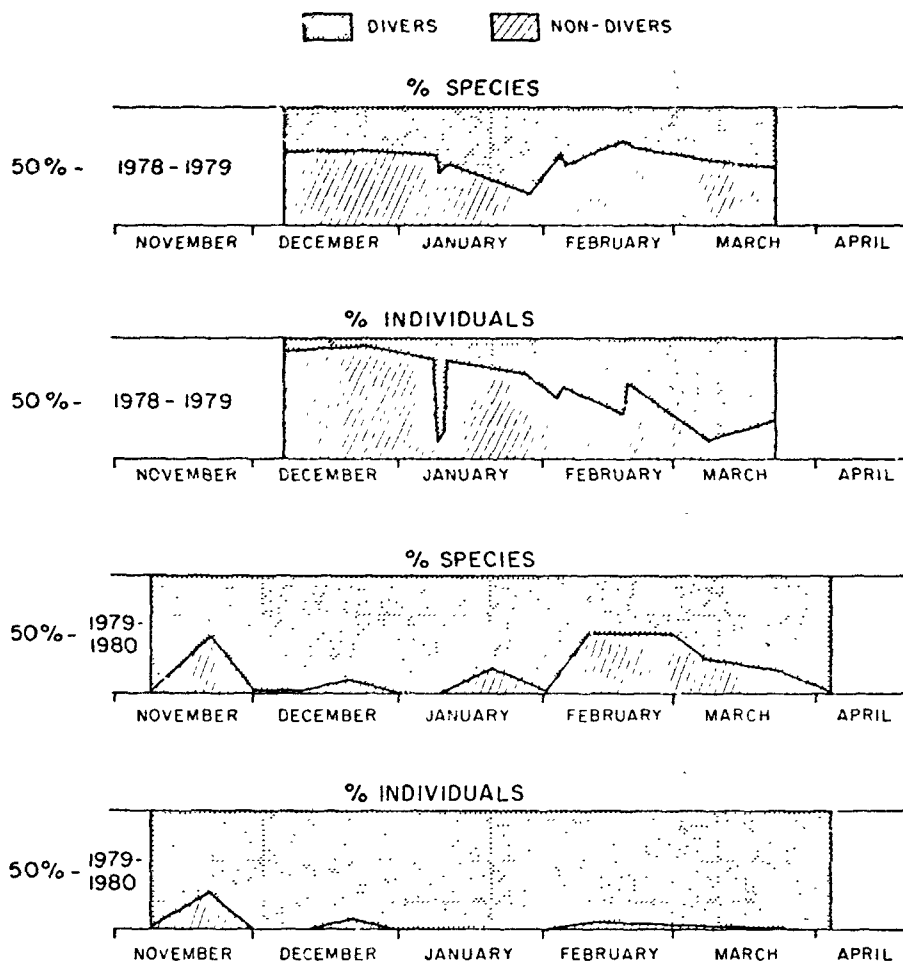 DIVERS NON-DIVERS
% SPECIES
50% - 1978 - 1979
NOVEMBER DECEMBER JANUARY FEBRUARY MARCH APRIL
% INDIVIDUALS
50% - 1978 - 1979
NOVEMBER DECEMBER JANUARY FEBRUARY MARCH APRIL
% SPECIES
50% - 1979-
1980
NOVEMBER DECEMBER JANUARY FEBRUARY MARCH APRIL
% INDIVIDUALS
50% - 1979-
1980
NOVEMBER DECEMBER JANUARY FEBRUARY MARCH APRIL